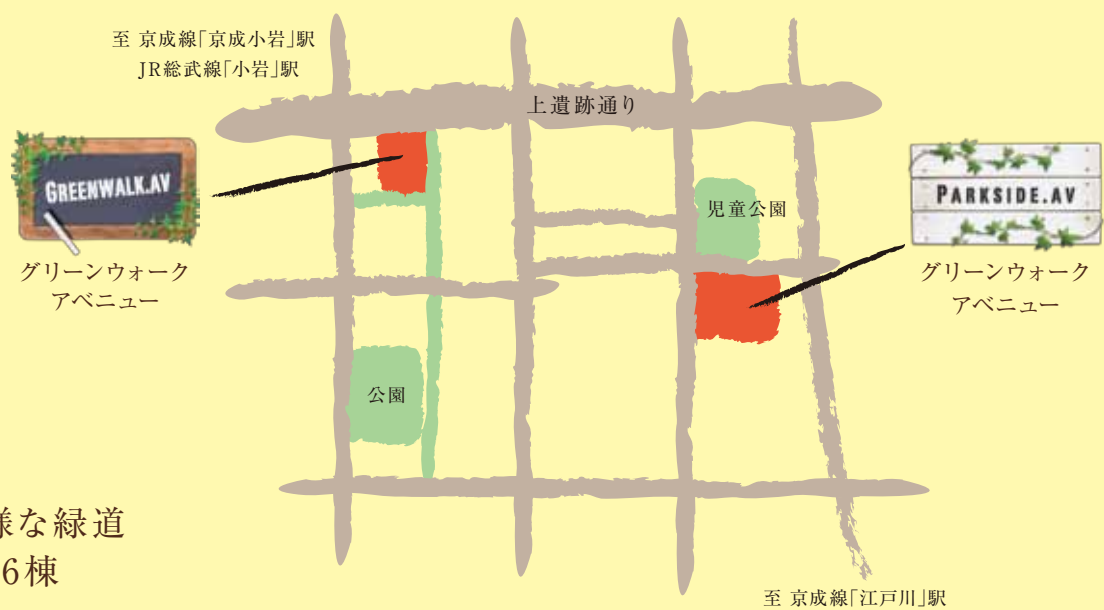 至 京成線「京成小岩」駅
JR総武線「小岩」駅
上遺跡通り
GREENWALK.AV
グリーンウォーク
アベニュー
児童公園
PARKSIDE.AV
グリーンウォーク
アベニュー
公園
様な緑道
6棟
至 京成線「江戸川」駅